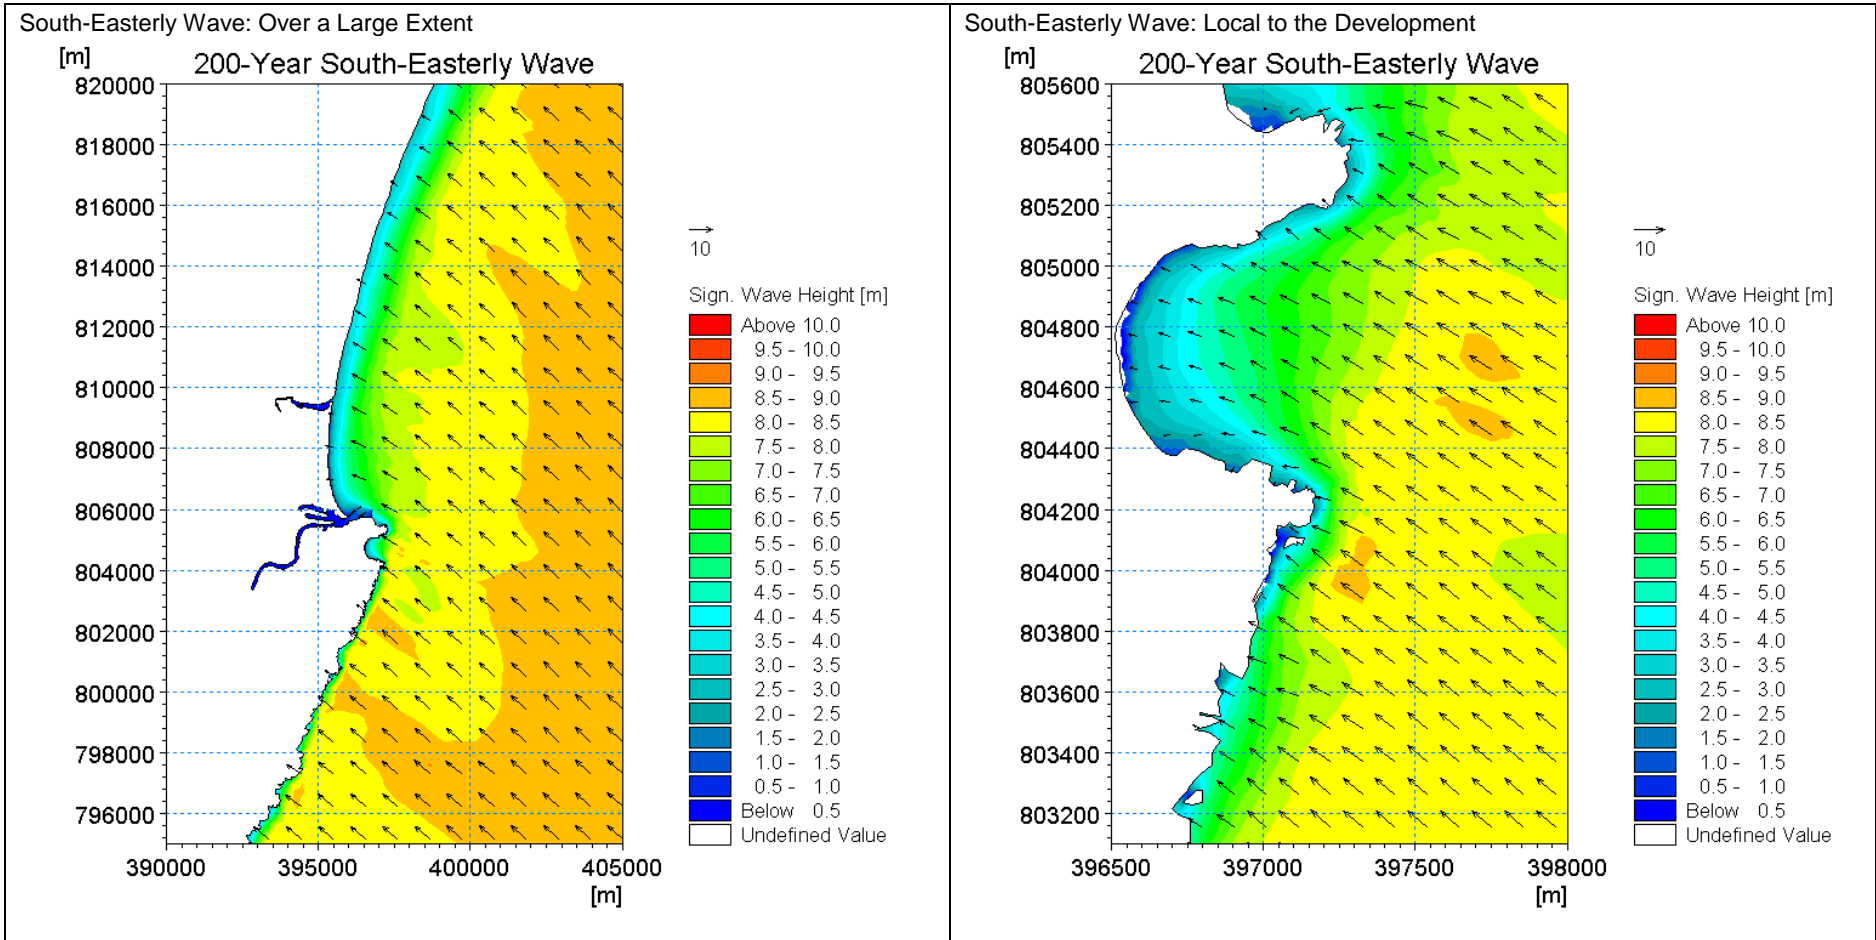 South-Easterly Wave: Over a Large Extent
[m]
200-Year South-Easterly Wave
820000
818000
816000
814000
812000
810000
808000
806000
804000
802000
800000
798000
796000
390000 395000 400000 405000
[m]
10
Sign. Wave Height [m]
Above 10.0
9.5 - 10.0
9.0 - 9.5
8.5 - 9.0
8.0 - 8.5
7.5 - 8.0
7.0 - 7.5
6.5 - 7.0
6.0 - 6.5
5.5 - 6.0
5.0 - 5.5
4.5 - 5.0
4.0 - 4.5
3.5 - 4.0
3.0 - 3.5
2.5 - 3.0
2.0 - 2.5
1.5 - 2.0
1.0 - 1.5
0.5 - 1.0
Below 0.5
Undefined Value
South-Easterly Wave: Local to the Development
[m]
200-Year South-Easterly Wave
805600
805400
805200
805000
804800
804600
804400
804200
804000
803800
803600
803400
803200
396500 397000 397500 398000
[m]
10
Sign. Wave Height [m]
Above 10.0
9.5 - 10.0
9.0 - 9.5
8.5 - 9.0
8.0 - 8.5
7.5 - 8.0
7.0 - 7.5
6.5 - 7.0
6.0 - 6.5
5.5 - 6.0
5.0 - 5.5
4.5 - 5.0
4.0 - 4.5
3.5 - 4.0
3.0 - 3.5
2.5 - 3.0
2.0 - 2.5
1.5 - 2.0
1.0 - 1.5
0.5 - 1.0
Below 0.5
Undefined Value